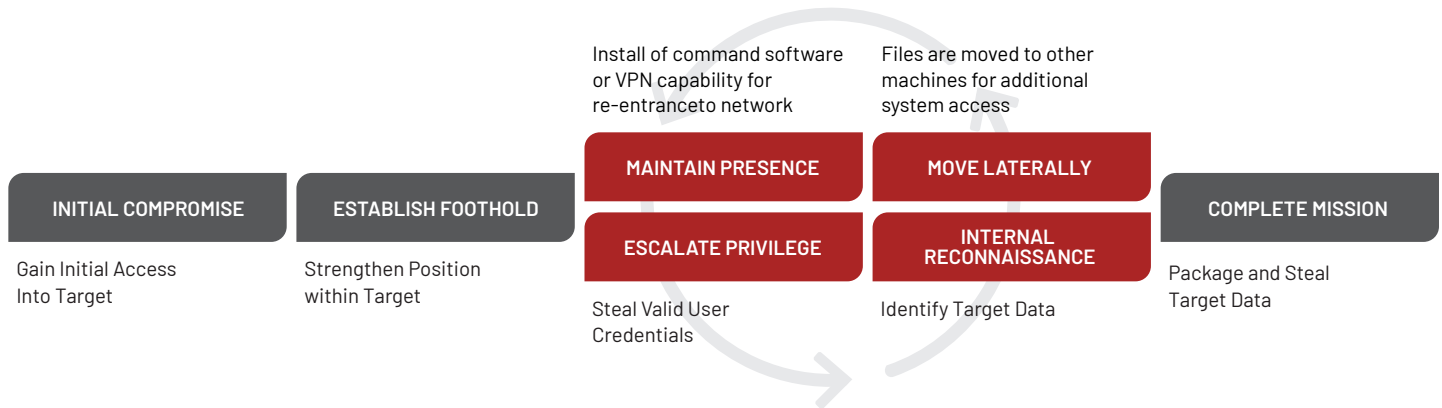 Install of command software
or VPN capability for
re-entranceto network
Files are moved to other
machines for additional
system access
MAINTAIN PRESENCE
MOVE LATERALLY
INITIAL COMPROMISE
ESTABLISH FOOTHOLD
ESCALATE PRIVILEGE
INTERNAL
RECONNAISSANCE
COMPLETE MISSION
Gain Initial Access
Into Target
Strengthen Position
within Target
Steal Valid User
Credentials
Identify Target Data
Package and Steal
Target Data